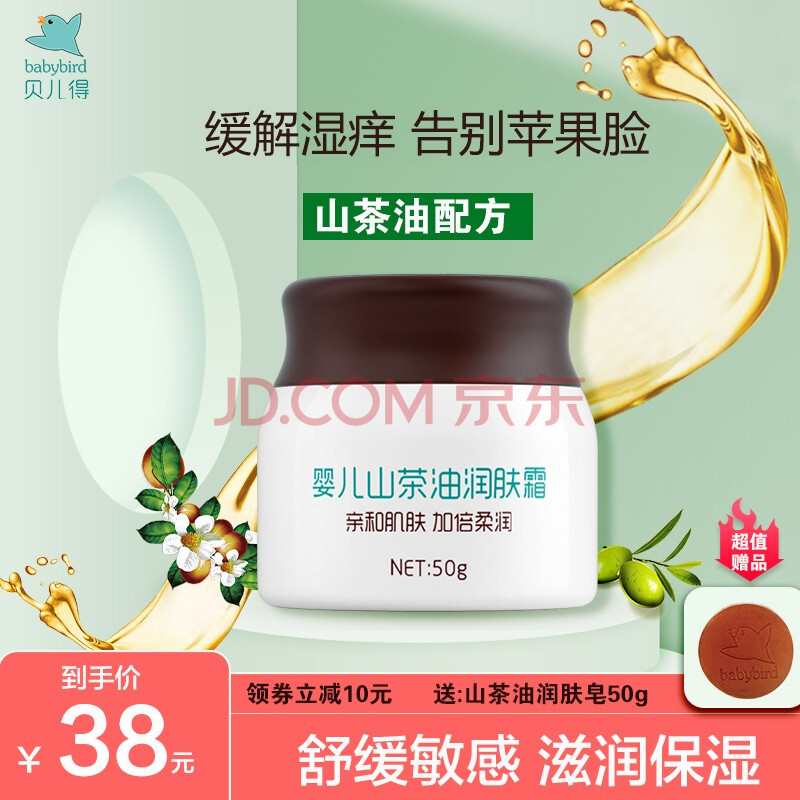 babybird
贝儿得
缓解湿痒 告别苹果脸
山茶油配方
JD.COM 京东
婴儿山茶油润肤霜
亲和肌肤 加倍柔润
NET:50g
超值
赠品
babybird
到手价
¥38元
领券立减10元 送:山茶油润肤皂50g
舒缓敏感 滋润保湿